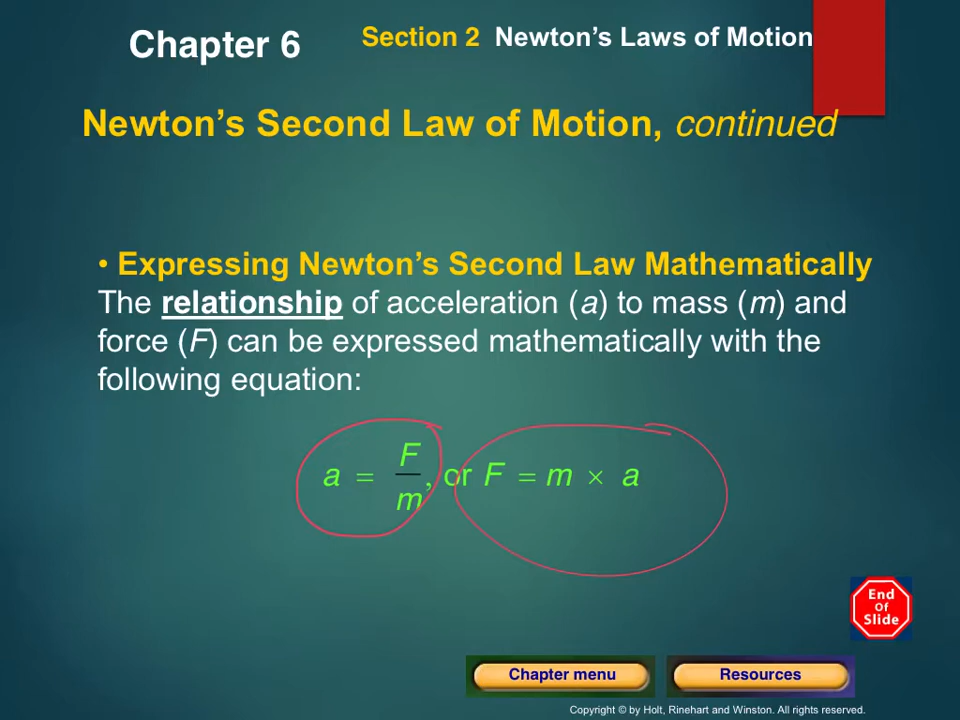 Chapter 6
Section 2 Newton's Laws of Motion
Newton's Second Law of Motion, continued
• Expressing Newton's Second Law Mathematically
The relationship of acceleration (a) to mass (m) and
force (F) can be expressed mathematically with the
following equation:
a = F/m, or F = m × a
End
Of
Slide
Chapter menu
Resources
Copyright © by Holt, Rinehart and Winston. All rights reserved.